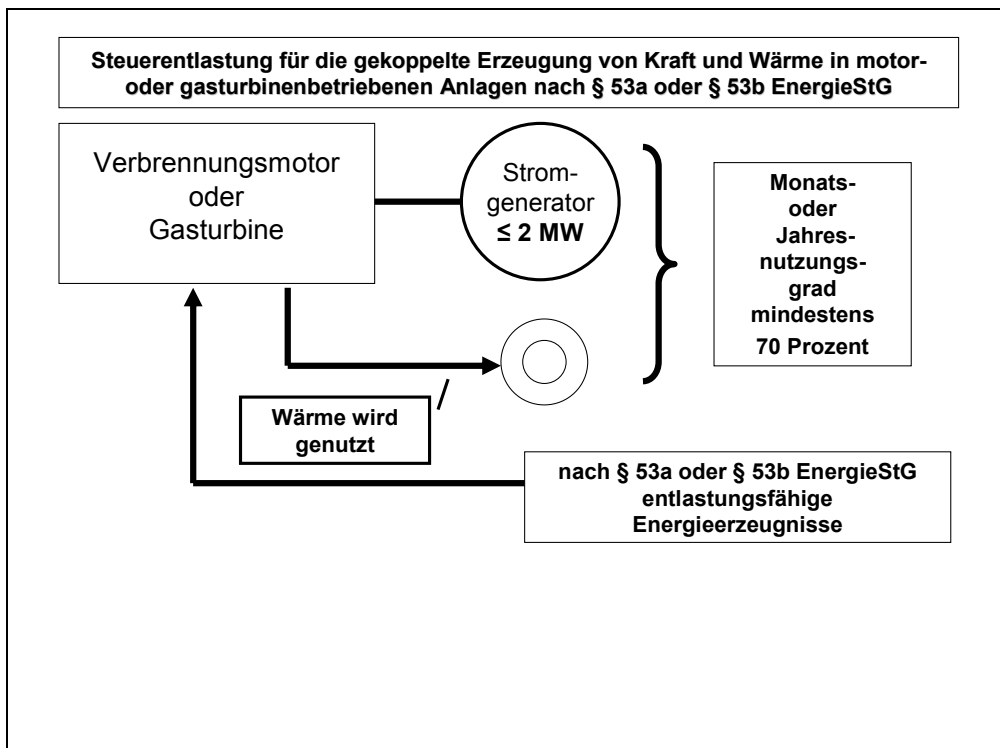 Steuerentlastung für die gekoppelte Erzeugung von Kraft und Wärme in motor-
oder gasturbinenbetriebenen Anlagen nach § 53a oder § 53b EnergieStG
Verbrennungsmotor
oder
Gasturbine
Strom-
generator
≤ 2 MW
Monats-
oder
Jahres-
nutzungs-
grad
mindestens
70 Prozent
Wärme wird
genutzt
nach § 53a oder § 53b EnergieStG
entlastungsfähige
Energieerzeugnisse